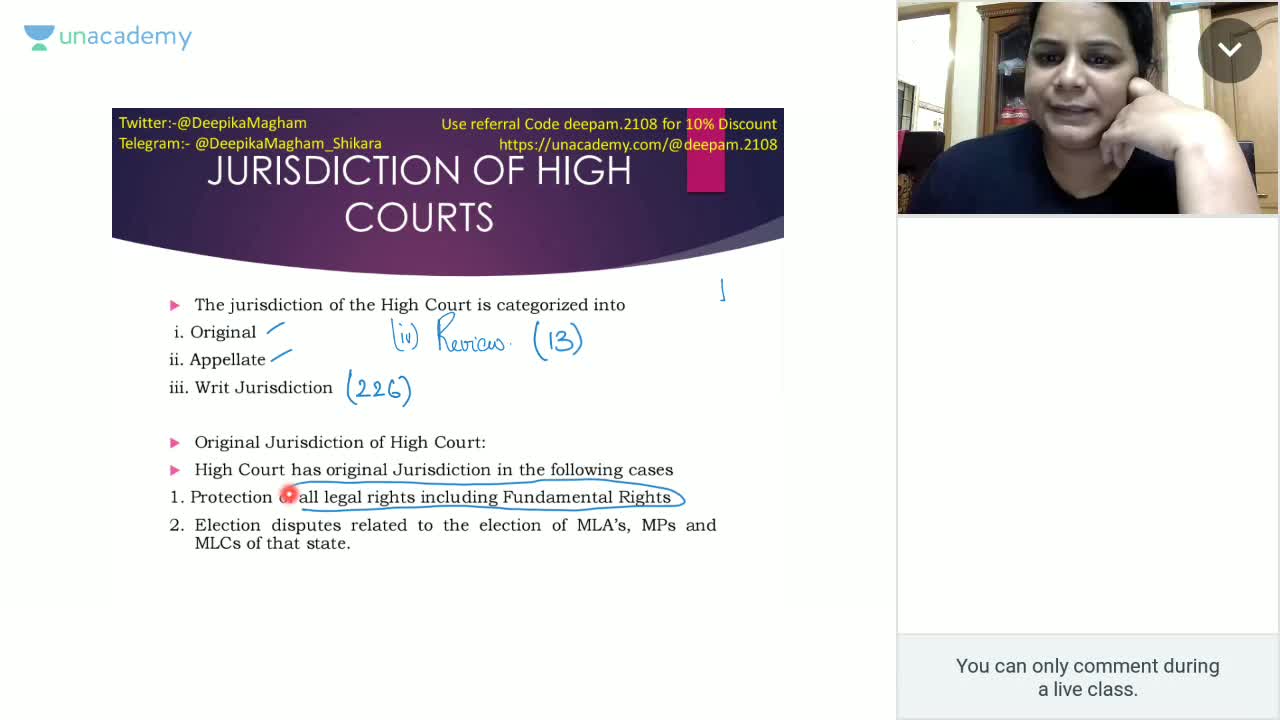 unacademy
Twitter:-@DeepikaMagham
Use referral Code deepam.2108 for 10% Discount
Telegram:- @DeepikaMagham_Shikara
https://unacademy.com/@deepam.2108
JURISDICTION OF HIGH
COURTS
The jurisdiction of the High Court is categorized into
i. Original
(iv) Review. (13)
ii. Appellate
iii. Writ Jurisdiction (226)
Original Jurisdiction of High Court:
High Court has original Jurisdiction in the following cases
1. Protection of all legal rights including Fundamental Rights
2. Election disputes related to the election of MLA's, MPs and
MLCs of that state.
You can only comment during
a live class.